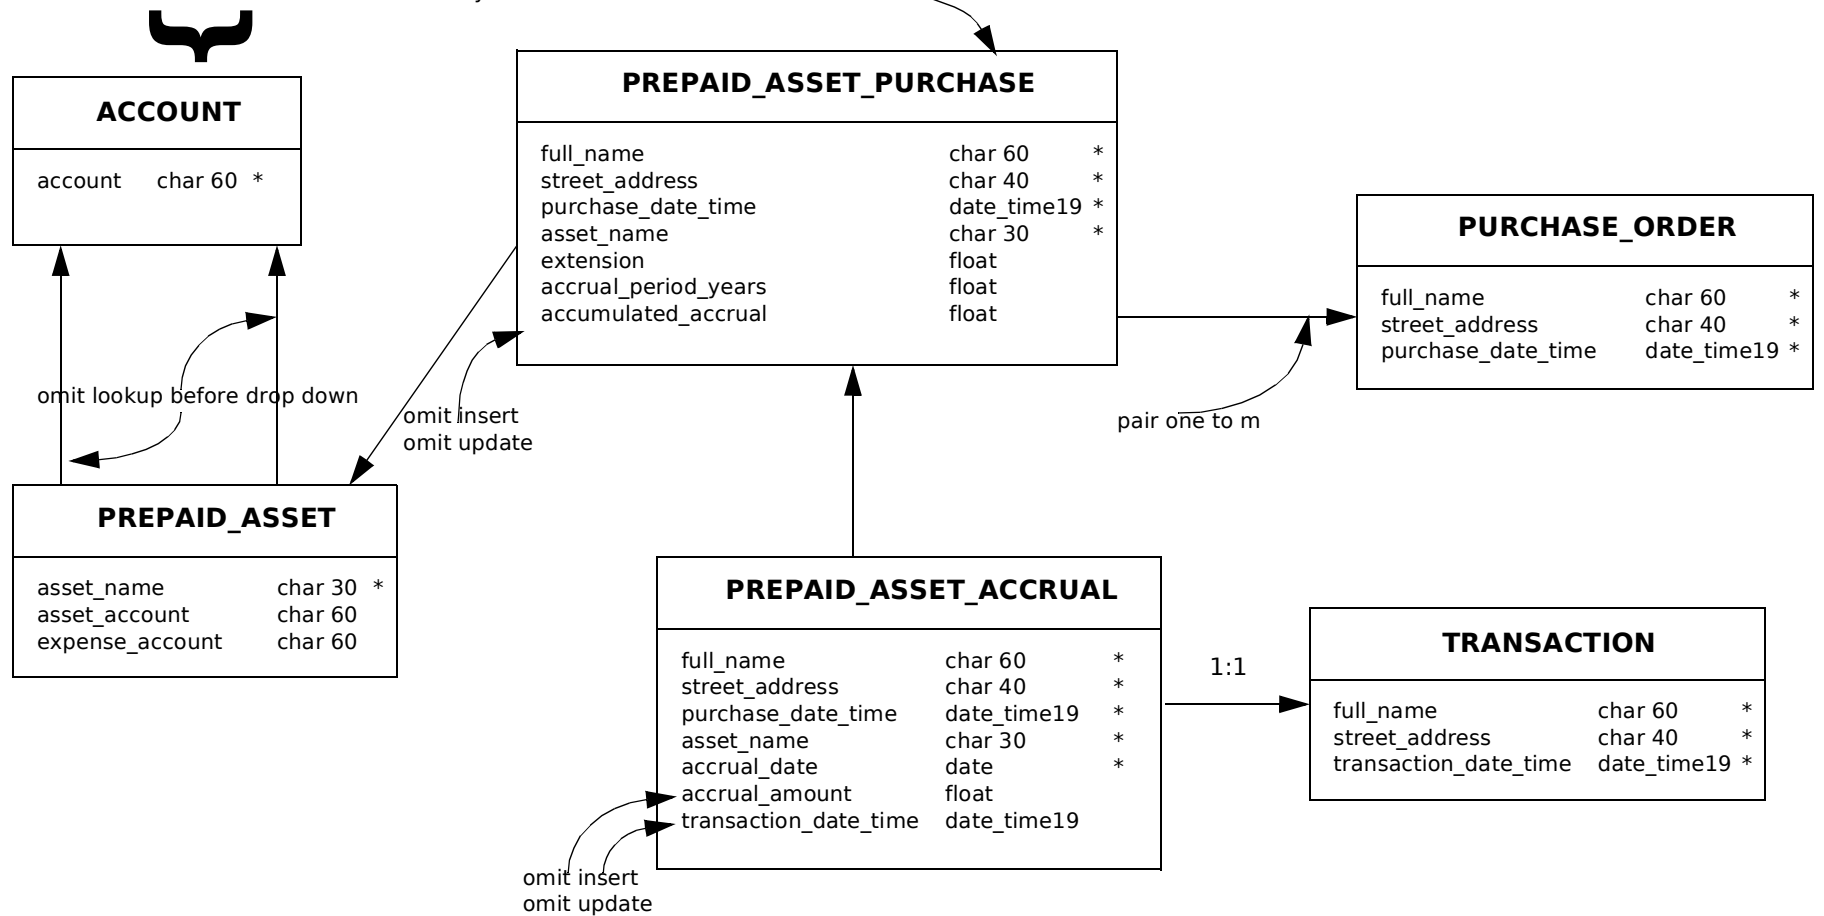 ACCOUNT
account char 60 *
PREPAID_ASSET_PURCHASE
full_name char 60 *
street_address char 40 *
purchase_date_time date_time19 *
asset_name char 30 *
extension float
accrual_period_years float
accumulated_accrual float
PURCHASE_ORDER
full_name char 60 *
street_address char 40 *
purchase_date_time date_time19 *
omit lookup before drop down
omit insert
omit update
pair one to m
PREPAID_ASSET
asset_name char 30 *
asset_account char 60
expense_account char 60
PREPAID_ASSET_ACCRUAL
full_name char 60 *
street_address char 40 *
purchase_date_time date_time19 *
asset_name char 30 *
accrual_date date *
accrual_amount float
transaction_date_time date_time19
1:1
TRANSACTION
full_name char 60 *
street_address char 40 *
transaction_date_time date_time19 *
omit insert
omit update